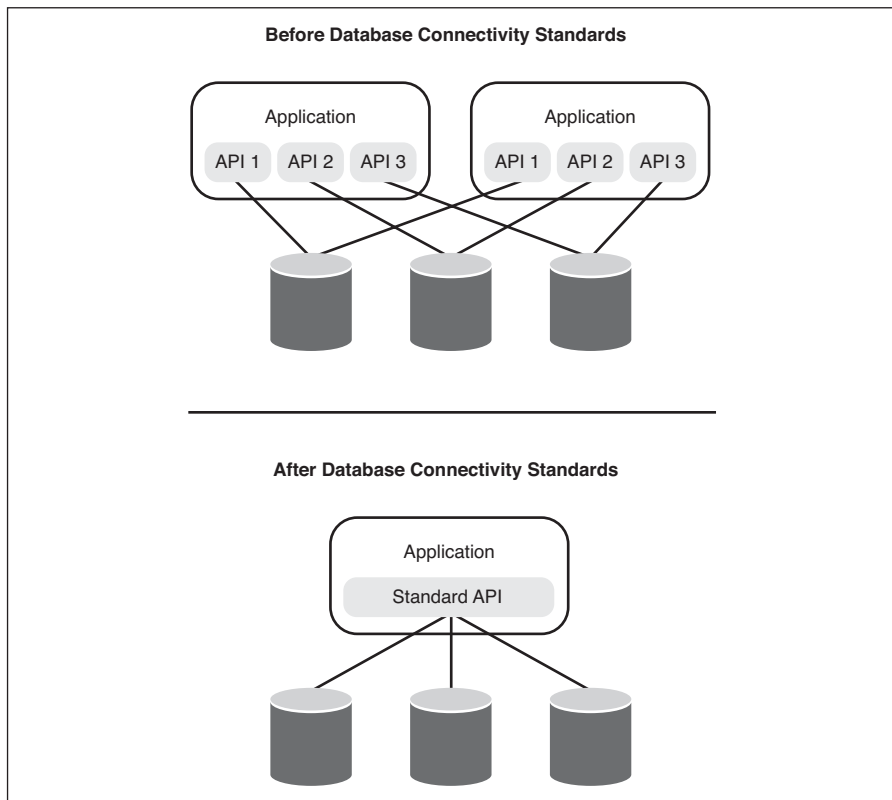 Before Database Connectivity Standards
Application
Application
API 1
API 2
API 3
API 1
API 2
API 3
After Database Connectivity Standards
Application
Standard API